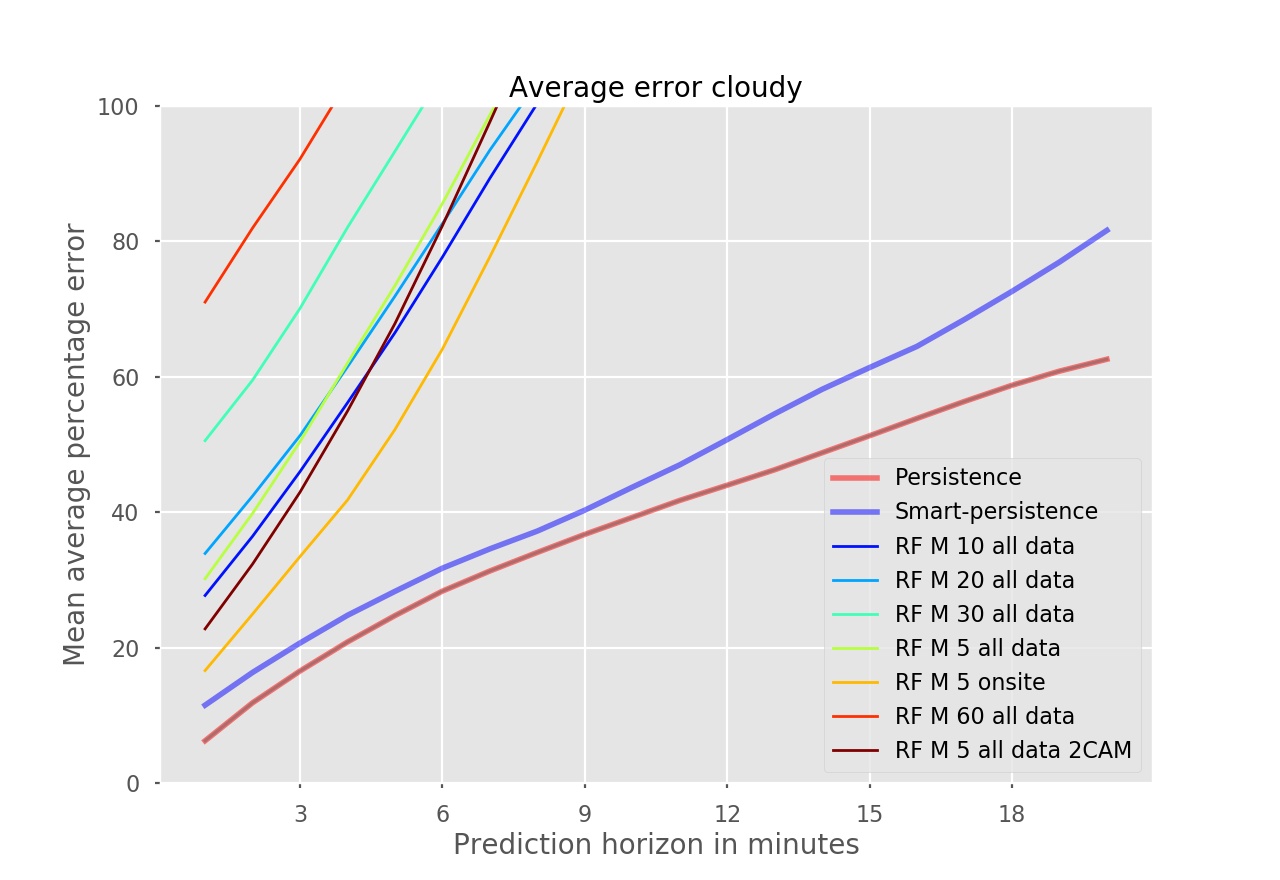 Average error cloudy
100
80
60
40
20
0
Mean average percentage error
3 6 9 12 15 18
Prediction horizon in minutes
Persistence
Smart-persistence
RF M 10 all data
RF M 20 all data
RF M 30 all data
RF M 5 all data
RF M 5 onsite
RF M 60 all data
RF M 5 all data 2CAM